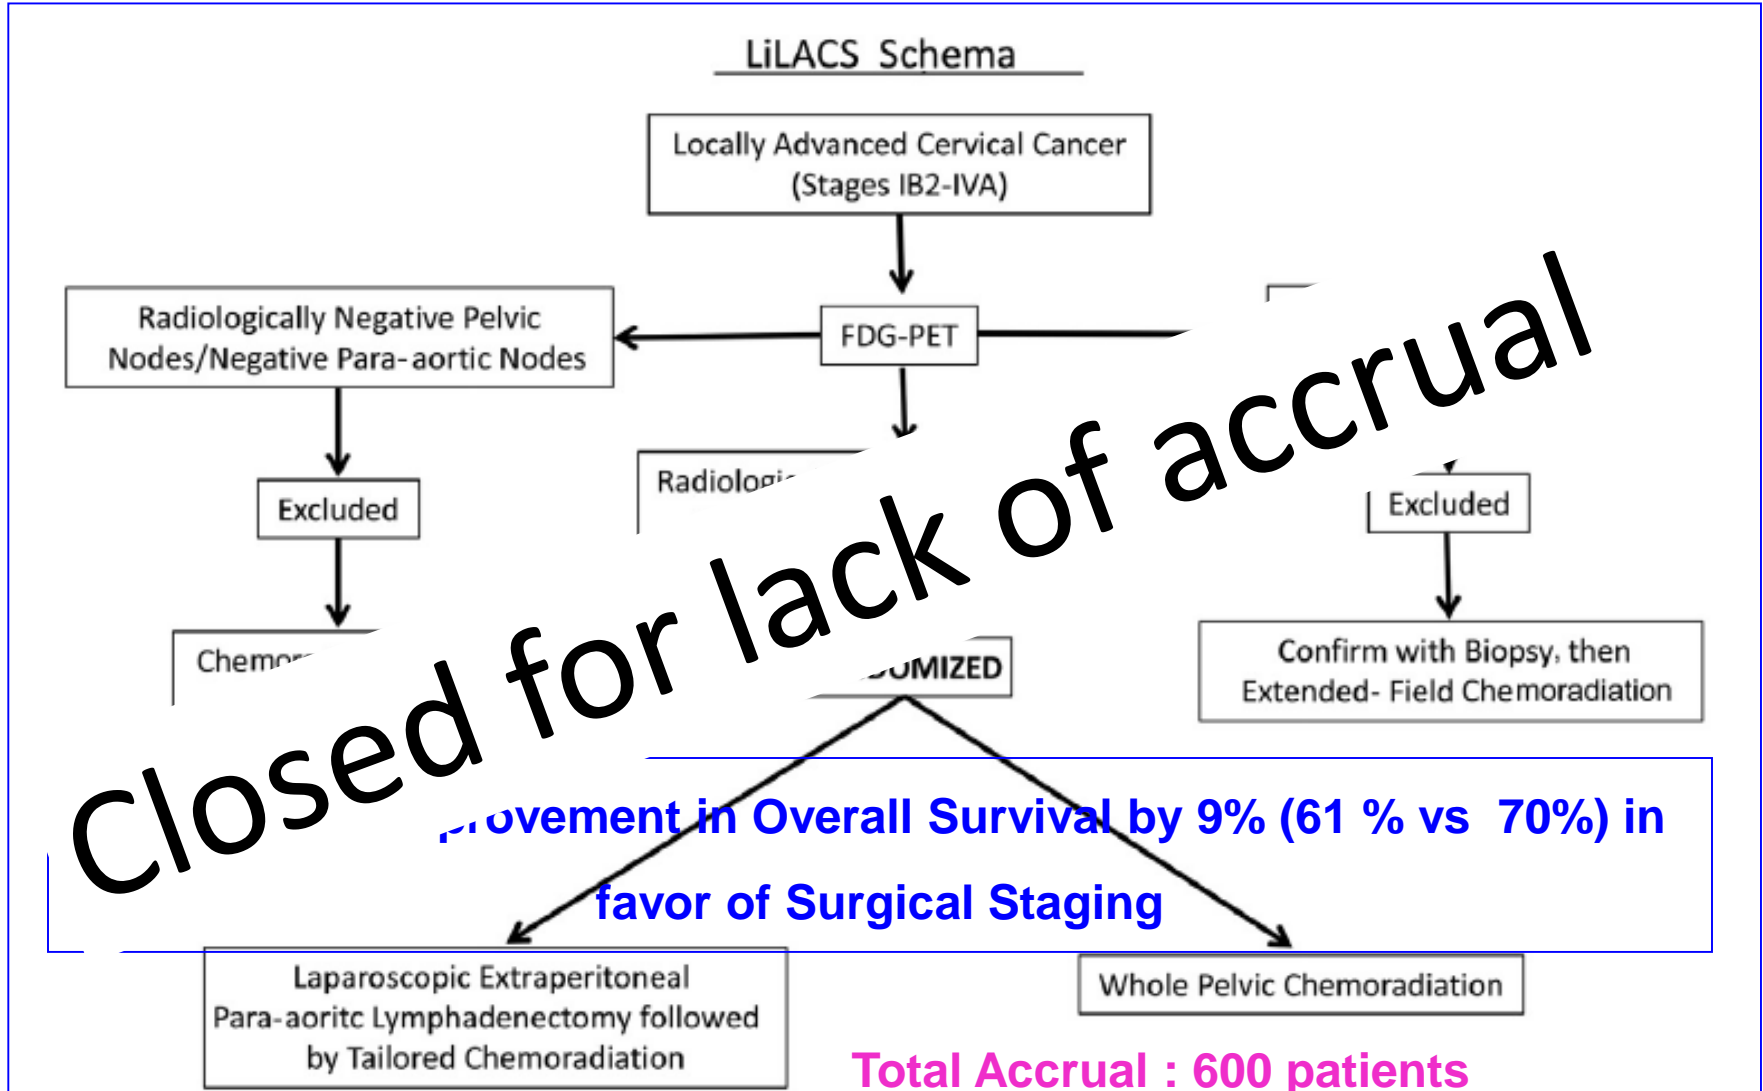 LiLACS Schema
Locally Advanced Cervical Cancer
(Stages IB2-IVA)
Radiologically Negative Pelvic
Nodes/Negative Para-aortic Nodes
FDG-PET
Excluded
Excluded
Confirm with Biopsy, then
Extended- Field Chemoradiation
Closed for lack of accrual
in Overall Survival by 9% (61 % vs 70%) in
favor of Surgical Staging
Laparoscopic Extraperitoneal
Para-aoritc Lymphadenectomy followed
by Tailored Chemoradiation
Whole Pelvic Chemoradiation
Total Accrual : 600 patients